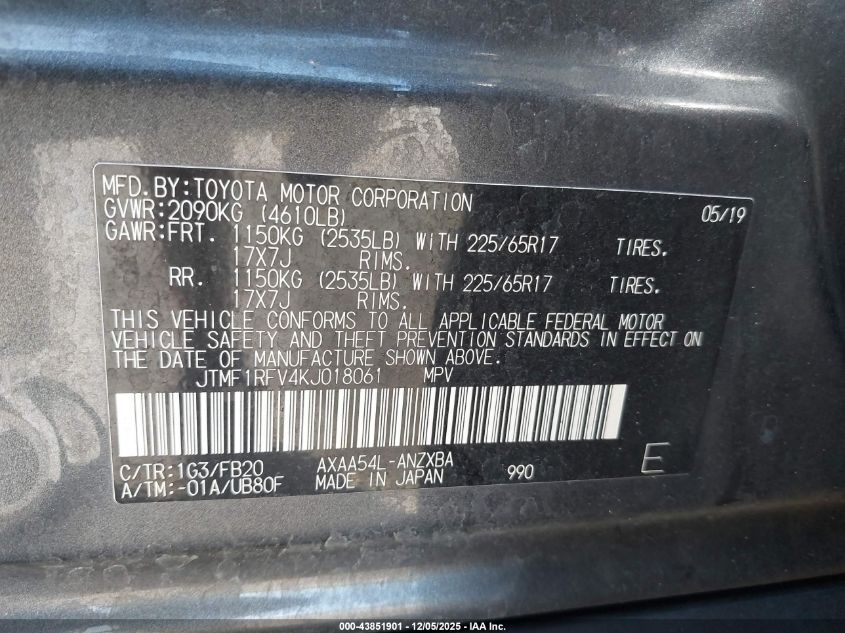 MFD.BY:TOYOTA MOTOR CORPORATION 05/19
GVWR:2090KG (4610LB)
GAWR:FRT. 1150KG (2535LB) WITH 225/65R17 TIRES.
17X7J RIMS.
RR. 1150KG (2535LB) WITH 225/65R17 TIRES.
17X7J RIMS.
THIS VEHICLE CONFORMS TO ALL APPLICABLE FEDERAL MOTOR
VEHICLE SAFETY AND THEFT PREVENTION STANDARDS IN EFFECT ON
THE DATE OF MANUFACTURE SHOWN ABOVE.
JTMF1RFV4KJ018061 MPV
C/TR:1G3/FB20 AXAA54L-ANZXBA
A/TM:-01A/UB80F MADE IN JAPAN 990 E
000-43851901 - 12/05/2025 - IAA Inc.